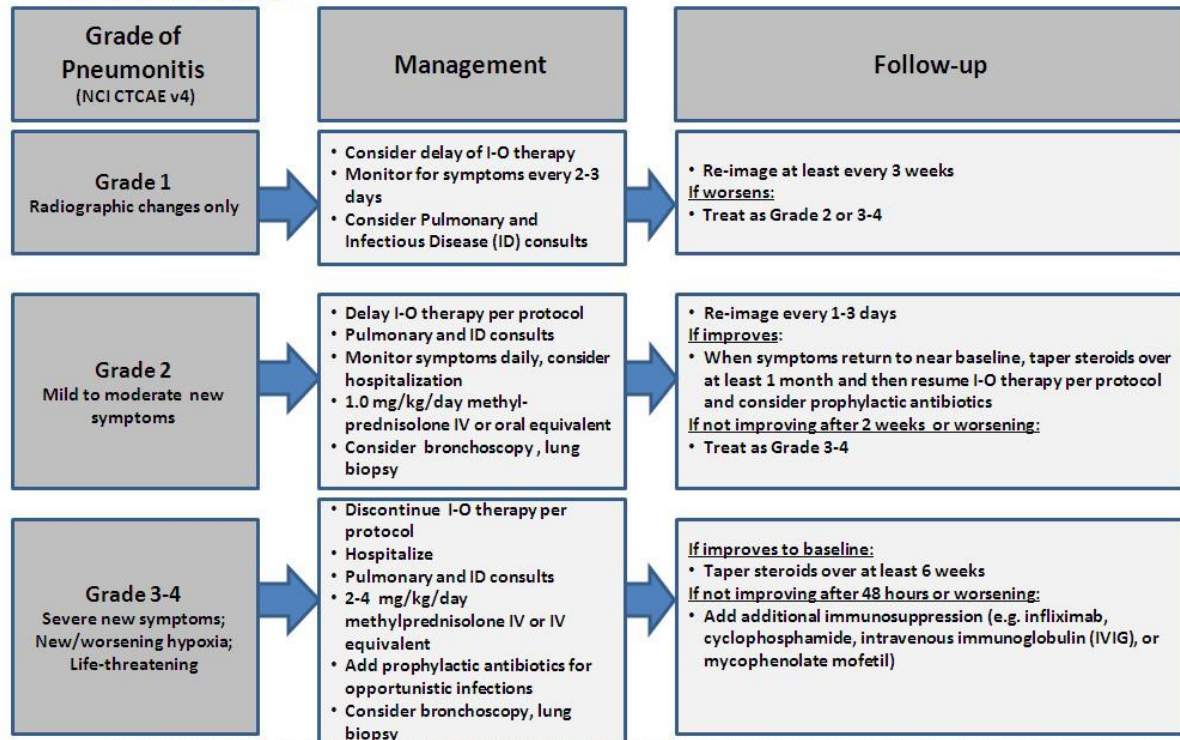 Grade of
Pneumonitis
(NCI CTCAE v4)
Management
Follow-up
Grade 1
Radiographic changes only
• Consider delay of I-O therapy
• Monitor for symptoms every 2-3
days
• Consider Pulmonary and
Infectious Disease (ID) consults
• Re-image at least every 3 weeks
If worsens:
• Treat as Grade 2 or 3-4
Grade 2
Mild to moderate new
symptoms
• Delay I-O therapy per protocol
• Pulmonary and ID consults
• Monitor symptoms daily, consider
hospitalization
• 1.0 mg/kg/day methyl-
prednisolone IV or oral equivalent
• Consider bronchoscopy , lung
biopsy
• Re-image every 1-3 days
If improves:
• When symptoms return to near baseline, taper steroids over
at least 1 month and then resume I-O therapy per protocol
and consider prophylactic antibiotics
If not improving after 2 weeks or worsening:
• Treat as Grade 3-4
Grade 3-4
Severe new symptoms;
New/worsening hypoxia;
Life-threatening
• Discontinue I-O therapy per
protocol
• Hospitalize
• Pulmonary and ID consults
• 2-4 mg/kg/day
methylprednisolone IV or IV
equivalent
• Add prophylactic antibiotics for
opportunistic infections
• Consider bronchoscopy, lung
biopsy
If improves to baseline:
• Taper steroids over at least 6 weeks
If not improving after 48 hours or worsening:
• Add additional immunosuppression (e.g. infliximab,
cyclophosphamide, intravenous immunoglobulin (IVIG), or
mycophenolate mofetil)